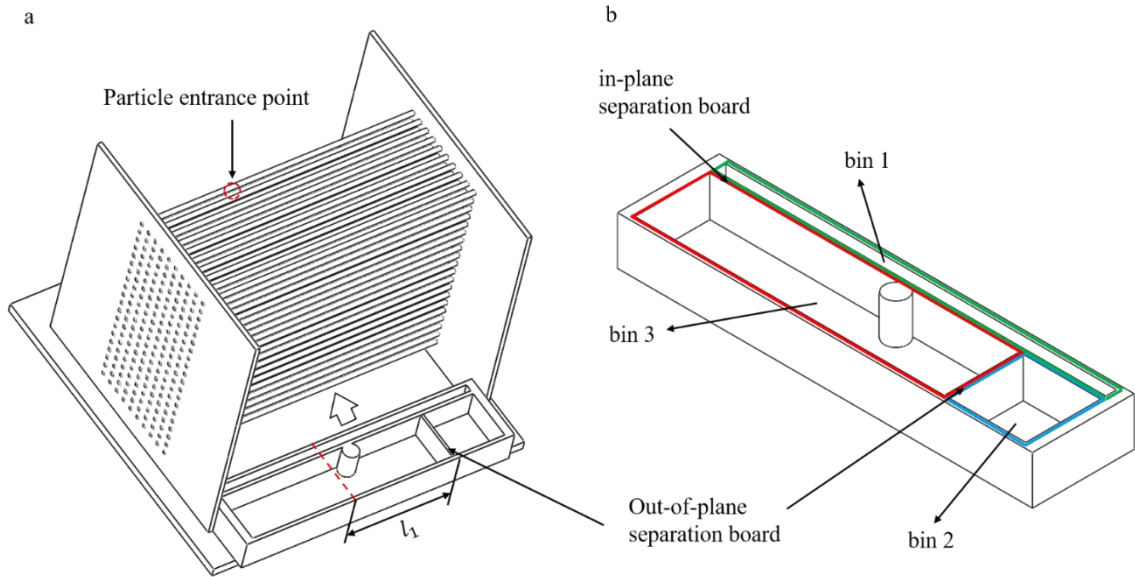 a
b
Particle entrance point
in-plane
separation board
bin 1
bin 3
l₁
Out-of-plane
separation board
bin 2